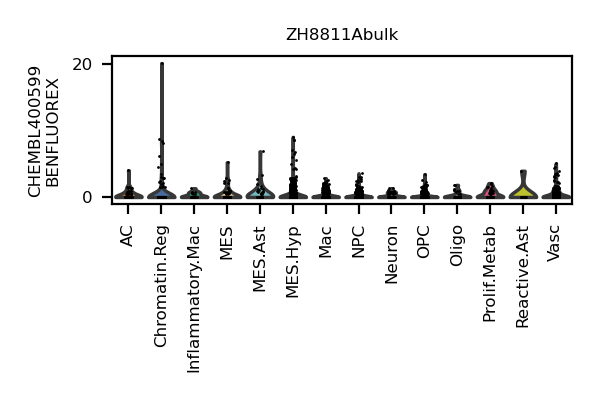 ZH8811Abulk
CHEMBL400599
BENFLUOREX
20
0
AC
Chromatin.Reg
Inflammatory.Mac
MES
MES.Ast
MES.Hyp
Mac
NPC
Neuron
OPC
Oligo
Prolif.Metab
Reactive.Ast
Vasc